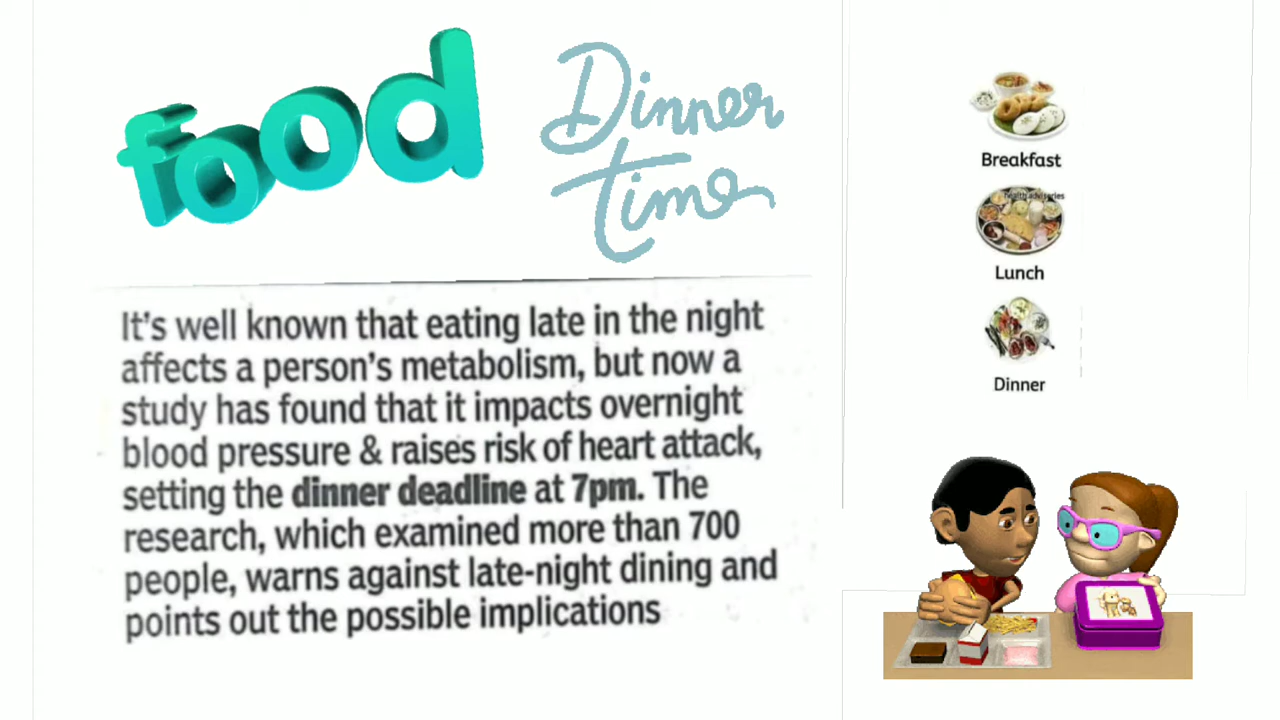 food
Dinner
time
It's well known that eating late in the night
affects a person's metabolism, but now a
study has found that it impacts overnight
blood pressure & raises risk of heart attack,
setting the dinner deadline at 7pm. The
research, which examined more than 700
people, warns against late-night dining and
points out the possible implications
Breakfast
health advisories
Lunch
Dinner